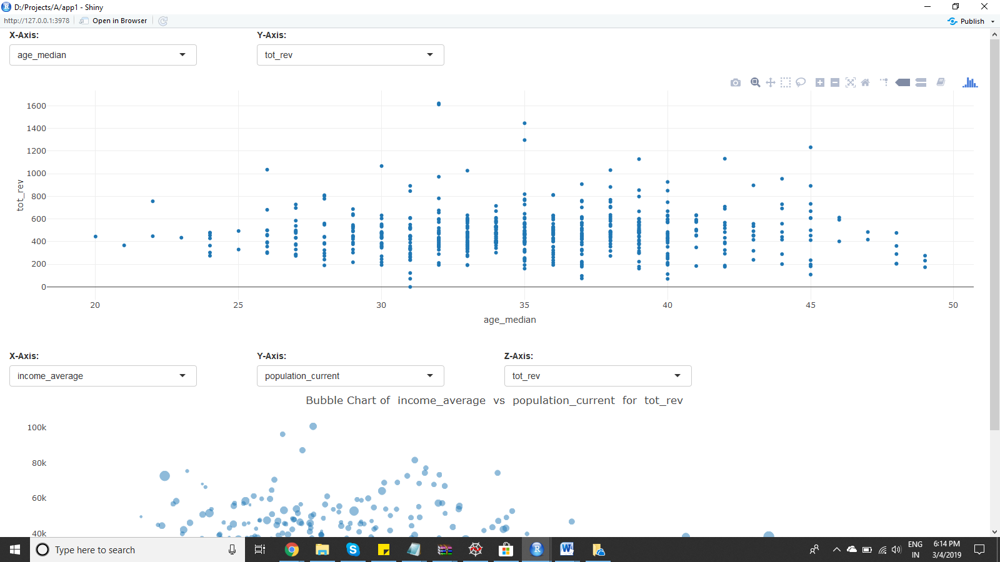 D:/Projects/A/app1 - Shiny
http://127.0.0.1:3978 Open in Browser Publish
X-Axis: Y-Axis:
age_median tot_rev
1600
1400
1200
1000
800
600
400
200
0
tot_rev
20 25 30 35 40 45 50
age_median
X-Axis: Y-Axis: Z-Axis:
income_average population_current tot_rev
Bubble Chart of income_average vs population_current for tot_rev
100k
80k
60k
40k
Type here to search
ENG 6:14 PM
IN 3/4/2019